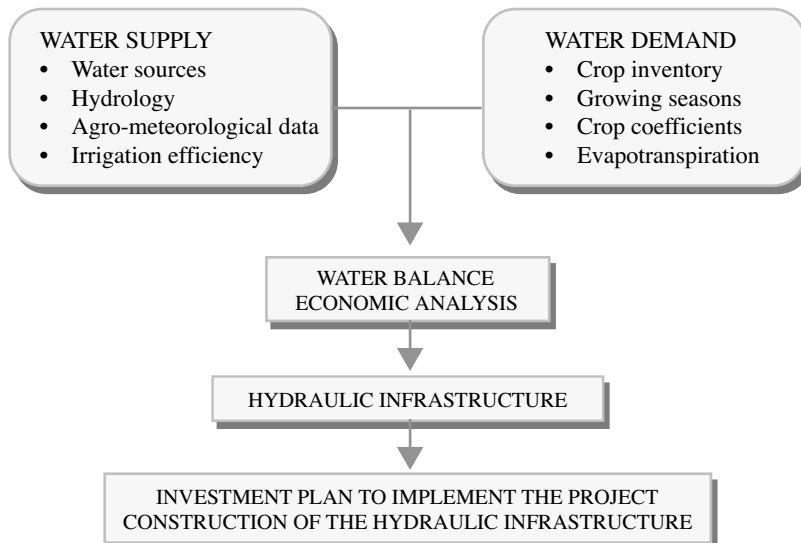 WATER SUPPLY
• Water sources
• Hydrology
• Agro-meteorological data
• Irrigation efficiency
WATER DEMAND
• Crop inventory
• Growing seasons
• Crop coefficients
• Evapotranspiration
WATER BALANCE
ECONOMIC ANALYSIS
HYDRAULIC INFRASTRUCTURE
INVESTMENT PLAN TO IMPLEMENT THE PROJECT
CONSTRUCTION OF THE HYDRAULIC INFRASTRUCTURE